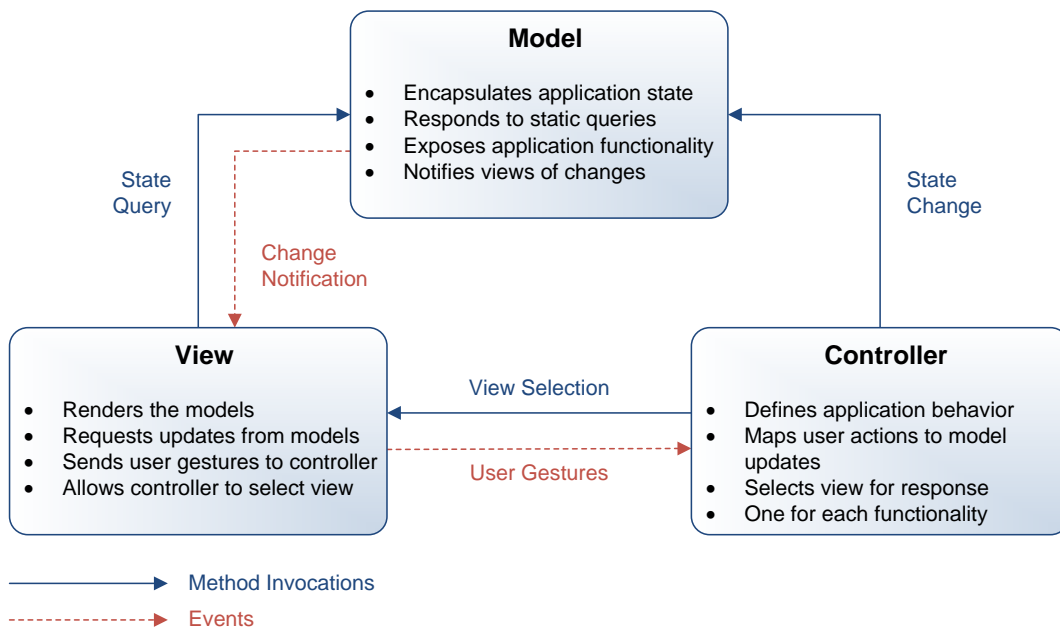 Model
• Encapsulates application state
• Responds to static queries
• Exposes application functionality
• Notifies views of changes
State
Query
State
Change
Change
Notification
View
• Renders the models
• Requests updates from models
• Sends user gestures to controller
• Allows controller to select view
View Selection
User Gestures
Controller
• Defines application behavior
• Maps user actions to model
updates
• Selects view for response
• One for each functionality
Method Invocations
Events